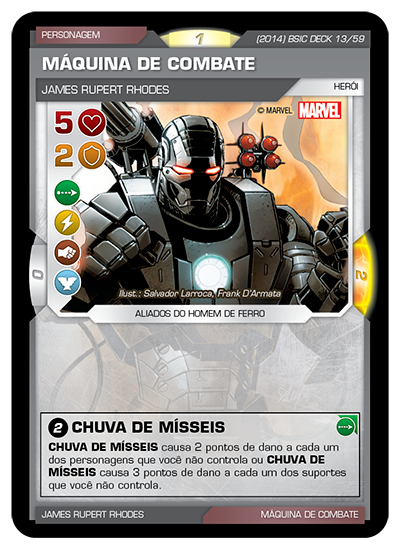 PERSONAGEM
1
(2014) BSIC DECK 13/59
MÁQUINA DE COMBATE
JAMES RUPERT RHODES
HERÓI
5
© MARVEL MARVEL
2
0
2
Ilust.: Salvador Larroca, Frank D'Armata
ALIADOS DO HOMEM DE FERRO
2 CHUVA DE MÍSSEIS
CHUVA DE MÍSSEIS causa 2 pontos de dano a cada um
dos personagens que você não controla ou CHUVA DE
MÍSSEIS causa 3 pontos de dano a cada um dos suportes
que você não controla.
JAMES RUPERT RHODES
MÁQUINA DE COMBATE